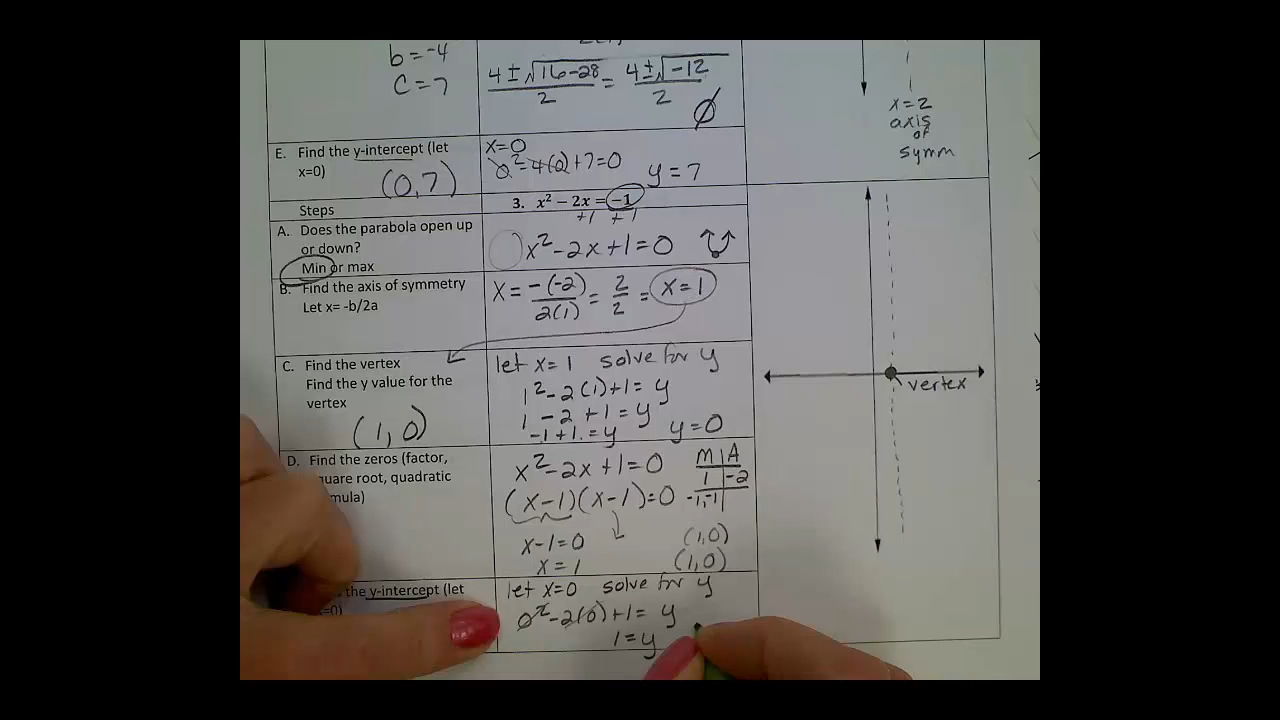 b = -4
C = 7
4 ± √16-28 / 2 = 4 ± √-12 / 2
∅
x=2
axis
of
symm
E. Find the y-intercept (let
x=0)
(0,7)
x=0
0² - 4(0) + 7 = 0
y = 7
Steps
3. x² − 2x = −1
+1 +1
A. Does the parabola open up
or down?
Min or max
x² - 2x + 1 = 0
B. Find the axis of symmetry
Let x= -b/2a
X = -(-2) / 2(1) = 2 / 2 = x = 1
C. Find the vertex
Find the y value for the
vertex
(1, 0)
let x = 1 solve for y
1² - 2(1) + 1 = y
1 - 2 + 1 = y
-1 + 1 = y
y = 0
vertex
D. Find the zeros (factor,
quadratic
x² - 2x + 1 = 0
(x-1)(x-1) = 0
M A
1 -2
-1, -1
x - 1 = 0
x = 1
(1,0)
(1,0)
the y-intercept (let
let x=0 solve for y
0² - 2(0) + 1 = y
1 = y